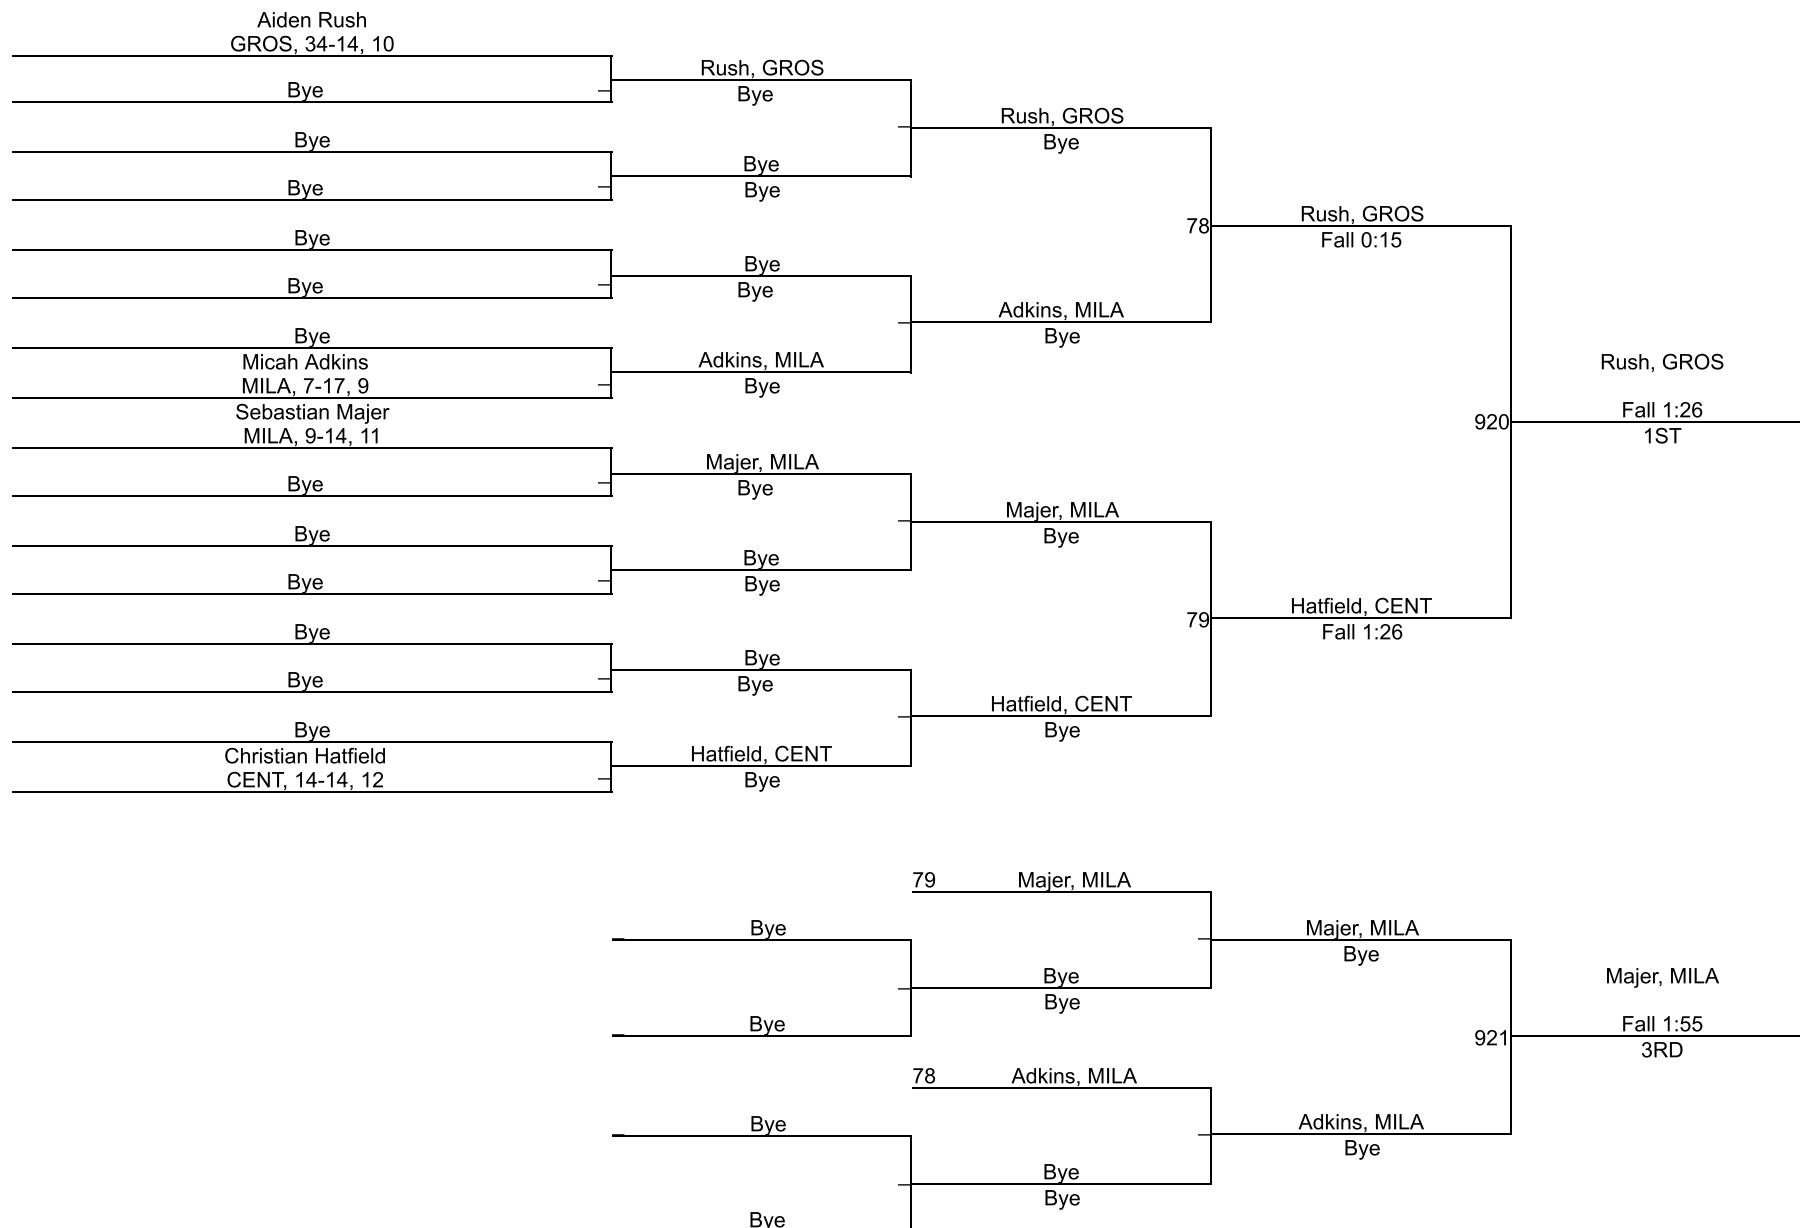 Aiden Rush
GROS, 34-14, 10
Bye
Bye
Bye
Bye
Bye
Bye
Micah Adkins
MILA, 7-17, 9
Sebastian Majer
MILA, 9-14, 11
Bye
Bye
Bye
Bye
Bye
Bye
Christian Hatfield
CENT, 14-14, 12
Rush, GROS
Bye
Bye
Bye
Bye
Bye
Adkins, MILA
Bye
Majer, MILA
Bye
Bye
Bye
Bye
Bye
Hatfield, CENT
Bye
Rush, GROS
Bye
Adkins, MILA
Bye
Majer, MILA
Bye
Hatfield, CENT
Bye
78
Rush, GROS
Fall 0:15
79
Hatfield, CENT
Fall 1:26
920
Rush, GROS
Fall 1:26
1ST
Bye
Bye
Bye
Bye
79 Majer, MILA
Bye
Bye
78 Adkins, MILA
Bye
Bye
Majer, MILA
Bye
Adkins, MILA
Bye
921
Majer, MILA
Fall 1:55
3RD